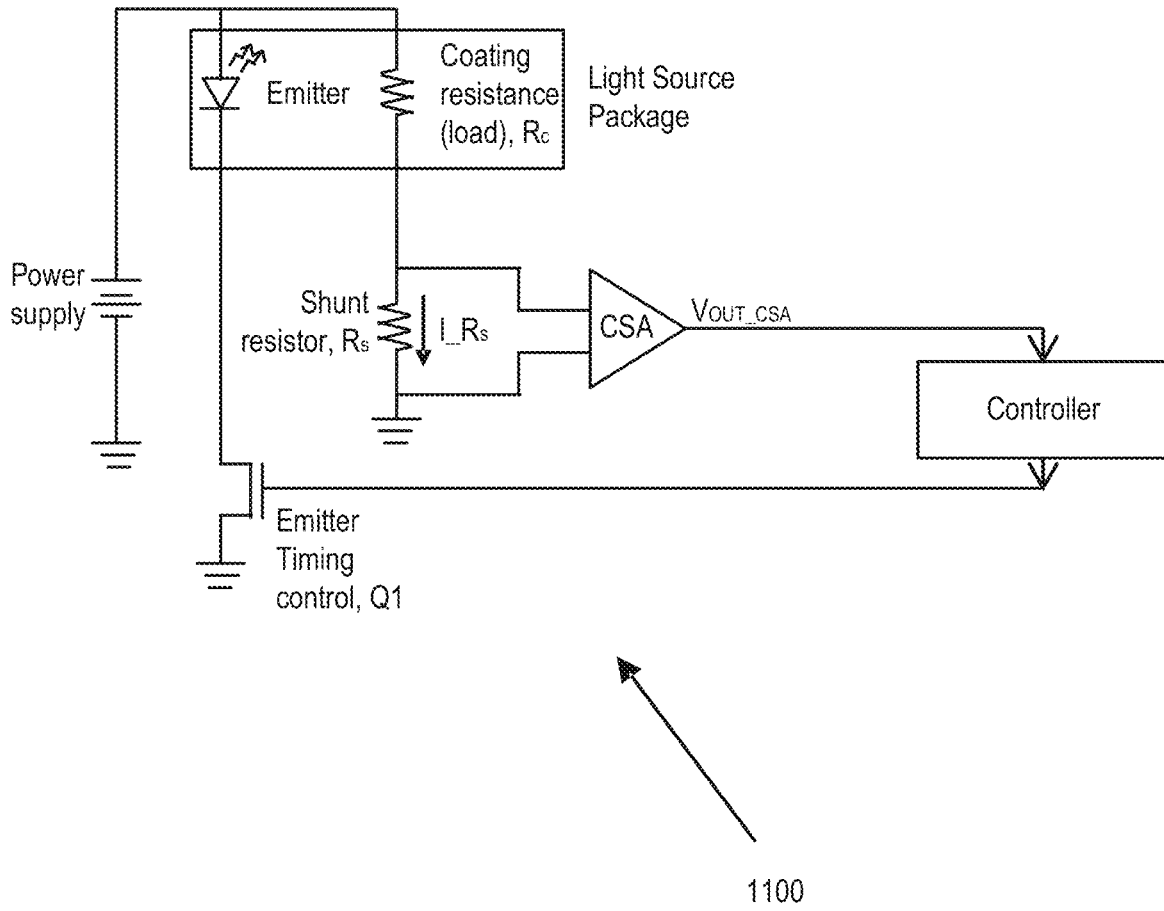 Emitter
Coating
resistance
(load), Rc
Light Source
Package
Power
supply
Shunt
resistor, Rs
I_Rs
CSA
VOUT_CSA
Controller
Emitter
Timing
control, Q1
1100